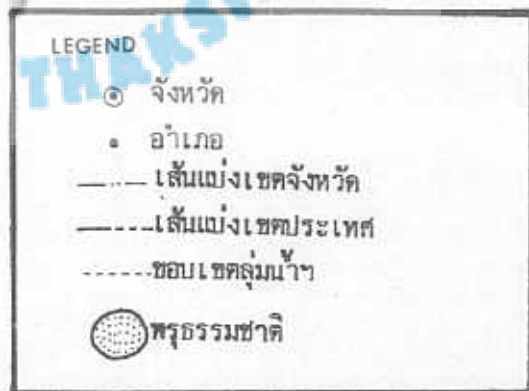 LEGEND
THAKS
จังหวัด
อำเภอ
เส้นแบ่งเขตจังหวัด
เส้นแบ่งเขตประเทศ
ขอบเขตลุ่มน้ำฯ
พรุธรรมชาติ